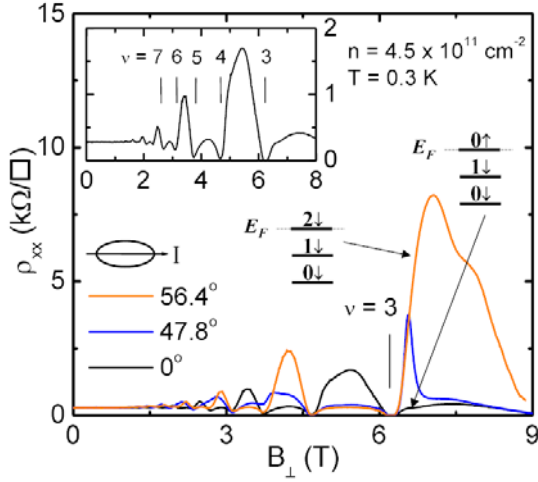 15
10
5
0
ρxx (kΩ/□)
0
3
6
9
B⊥ (T)
ν = 7 6 5 4 3
2
1
0
0 2 4 6 8
n = 4.5 x 10¹¹ cm⁻²
T = 0.3 K
EF 0↑
1↓
0↓
EF 2↓
1↓
0↓
I
56.4°
47.8°
0°
ν = 3